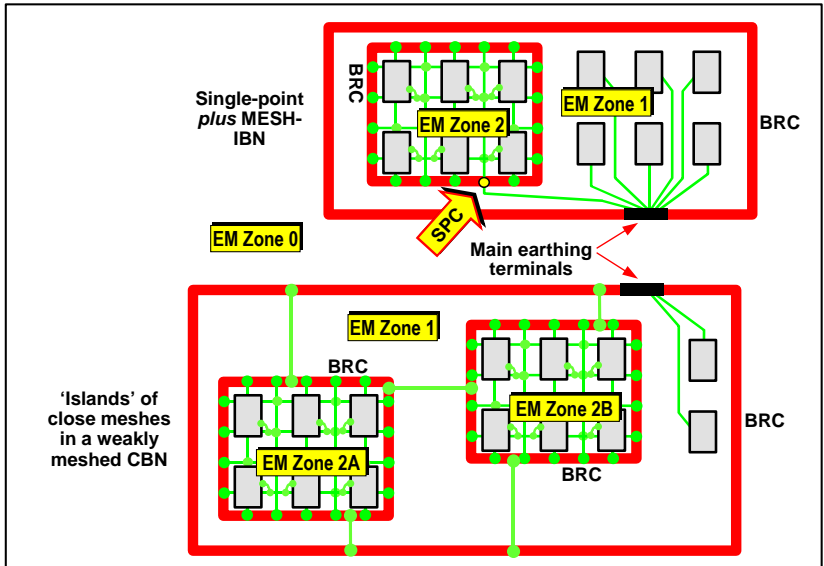 BRC
EM Zone 1
Single-point
plus MESH-
IBN
EM Zone 2
BRC
SPC
EM Zone 0
Main earthing
terminals
EM Zone 1
BRC
'Islands' of
close meshes
in a weakly
meshed CBN
EM Zone 2B
BRC
EM Zone 2A
BRC